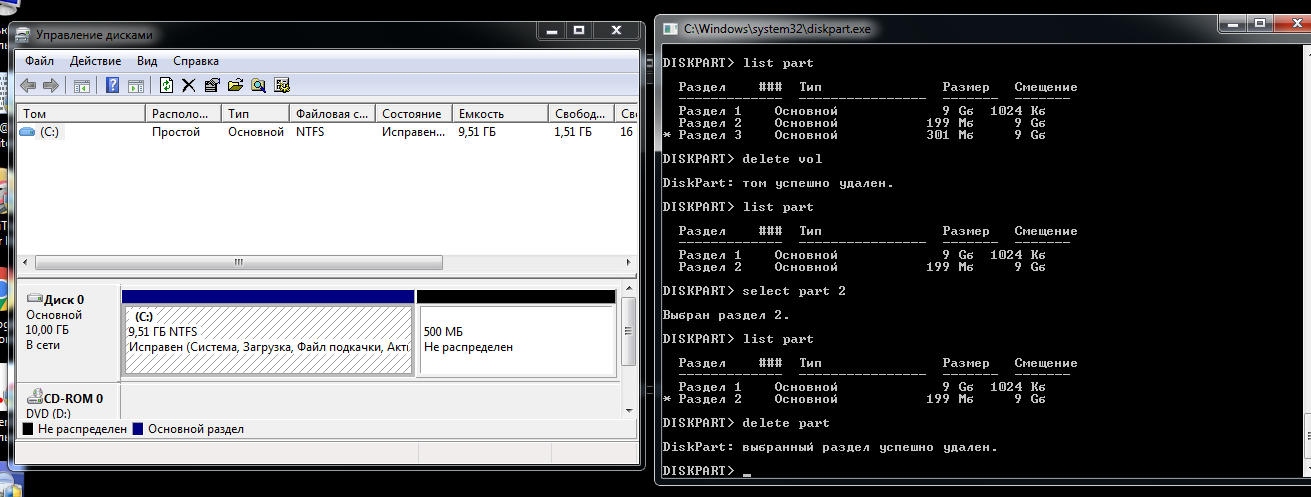 Управление дисками
Файл Действие Вид Справка
Том Располо... Тип Файловая с... Состояние Емкость Свобод... Св
(C:) Простой Основной NTFS Исправен... 9,51 ГБ 1,51 ГБ 16
Диск 0
Основной
10,00 ГБ
В сети
(C:)
9,51 ГБ NTFS
Исправен (Система, Загрузка, Файл подкачки, Акти
500 МБ
Не распределен
CD-ROM 0
DVD (D:)
Не распределен Основной раздел
C:\Windows\system32\diskpart.exe
DISKPART> list part
Раздел ### Тип Размер Смещение
------------- ---------------- ------- -------
Раздел 1 Основной 9 Gб 1024 Kб
Раздел 2 Основной 199 Mб 9 Gб
* Раздел 3 Основной 301 Mб 9 Gб
DISKPART> delete vol
DiskPart: том успешно удален.
DISKPART> list part
Раздел ### Тип Размер Смещение
------------- ---------------- ------- -------
Раздел 1 Основной 9 Gб 1024 Kб
Раздел 2 Основной 199 Mб 9 Gб
DISKPART> select part 2
Выбран раздел 2.
DISKPART> list part
Раздел ### Тип Размер Смещение
------------- ---------------- ------- -------
Раздел 1 Основной 9 Gб 1024 Kб
* Раздел 2 Основной 199 Mб 9 Gб
DISKPART> delete part
DiskPart: выбранный раздел успешно удален.
DISKPART> _